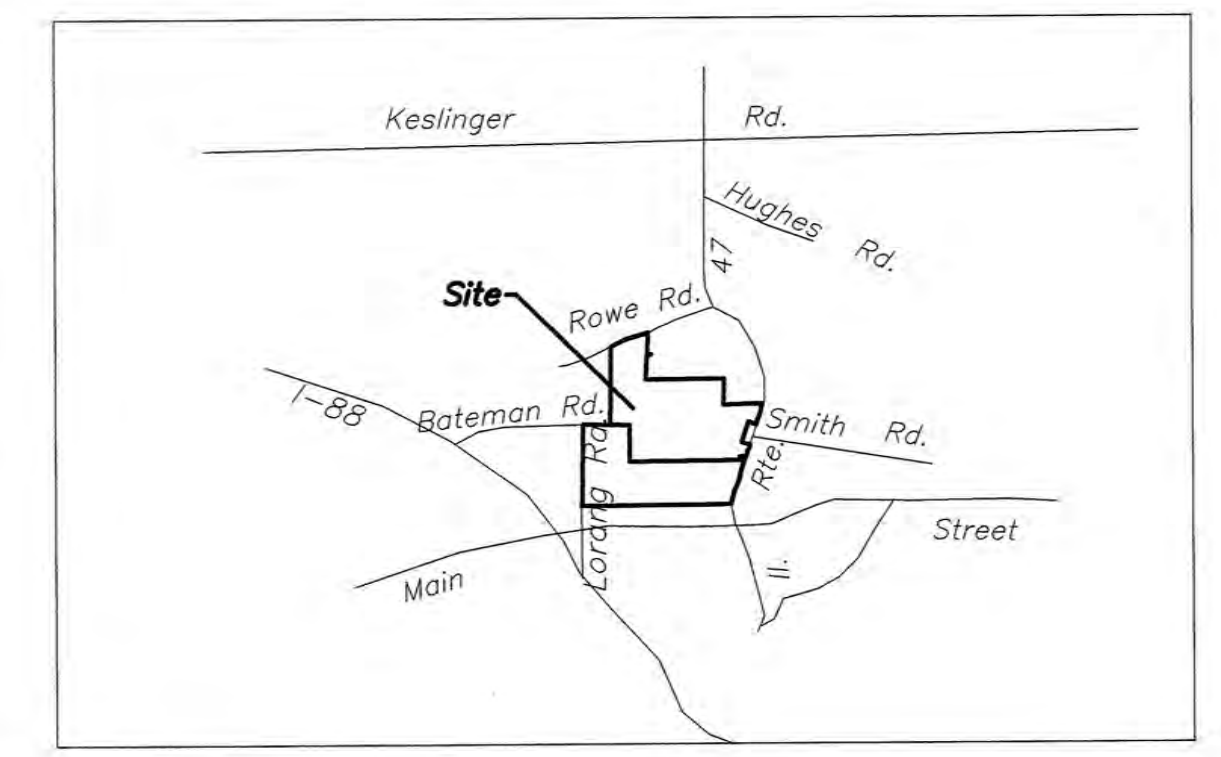 Keslinger Rd.
Hughes Rd.
47
Site
Rowe Rd.
I-88
Bateman Rd.
Smith Rd.
Rte.
Lorang Rd.
Street
Il.
Main